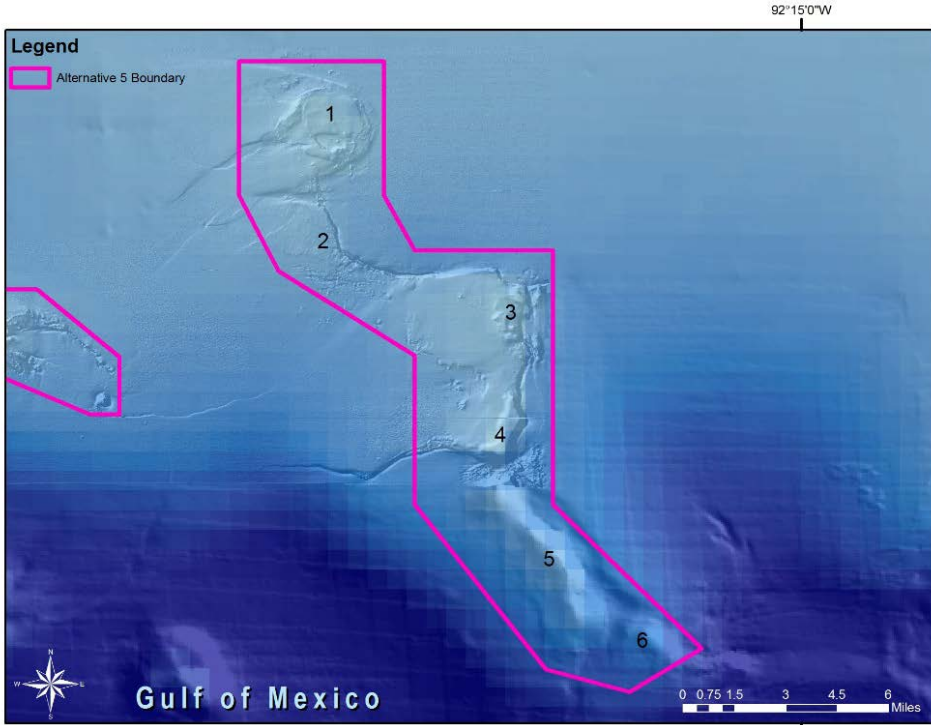 92°15'0"W
Legend
Alternative 5 Boundary
1
2
3
4
5
6
N
W E
S
Gulf of Mexico
0 0.75 1.5 3 4.5 6
Miles